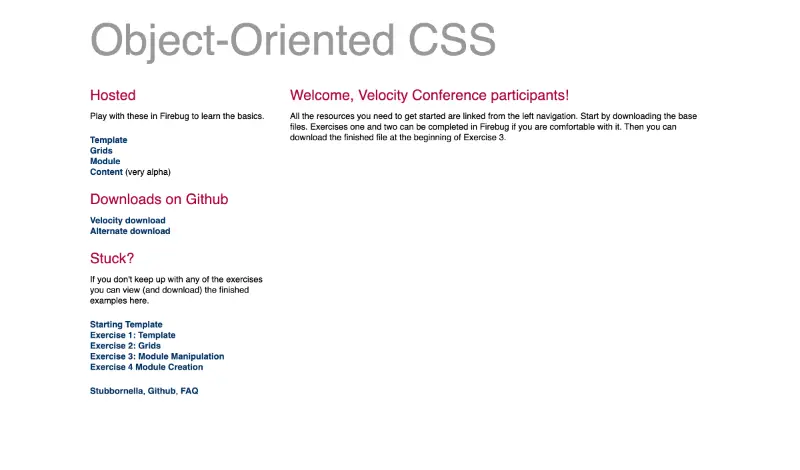 Object-Oriented CSS
Hosted
Play with these in Firebug to learn the basics.
Template
Grids
Module
Content (very alpha)
Downloads on Github
Velocity download
Alternate download
Stuck?
If you don't keep up with any of the exercises
you can view (and download) the finished
examples here.
Starting Template
Exercise 1: Template
Exercise 2: Grids
Exercise 3: Module Manipulation
Exercise 4 Module Creation
Stubbornella, Github, FAQ
Welcome, Velocity Conference participants!
All the resources you need to get started are linked from the left navigation. Start by downloading the base
files. Exercises one and two can be completed in Firebug if you are comfortable with it. Then you can
download the finished file at the beginning of Exercise 3.